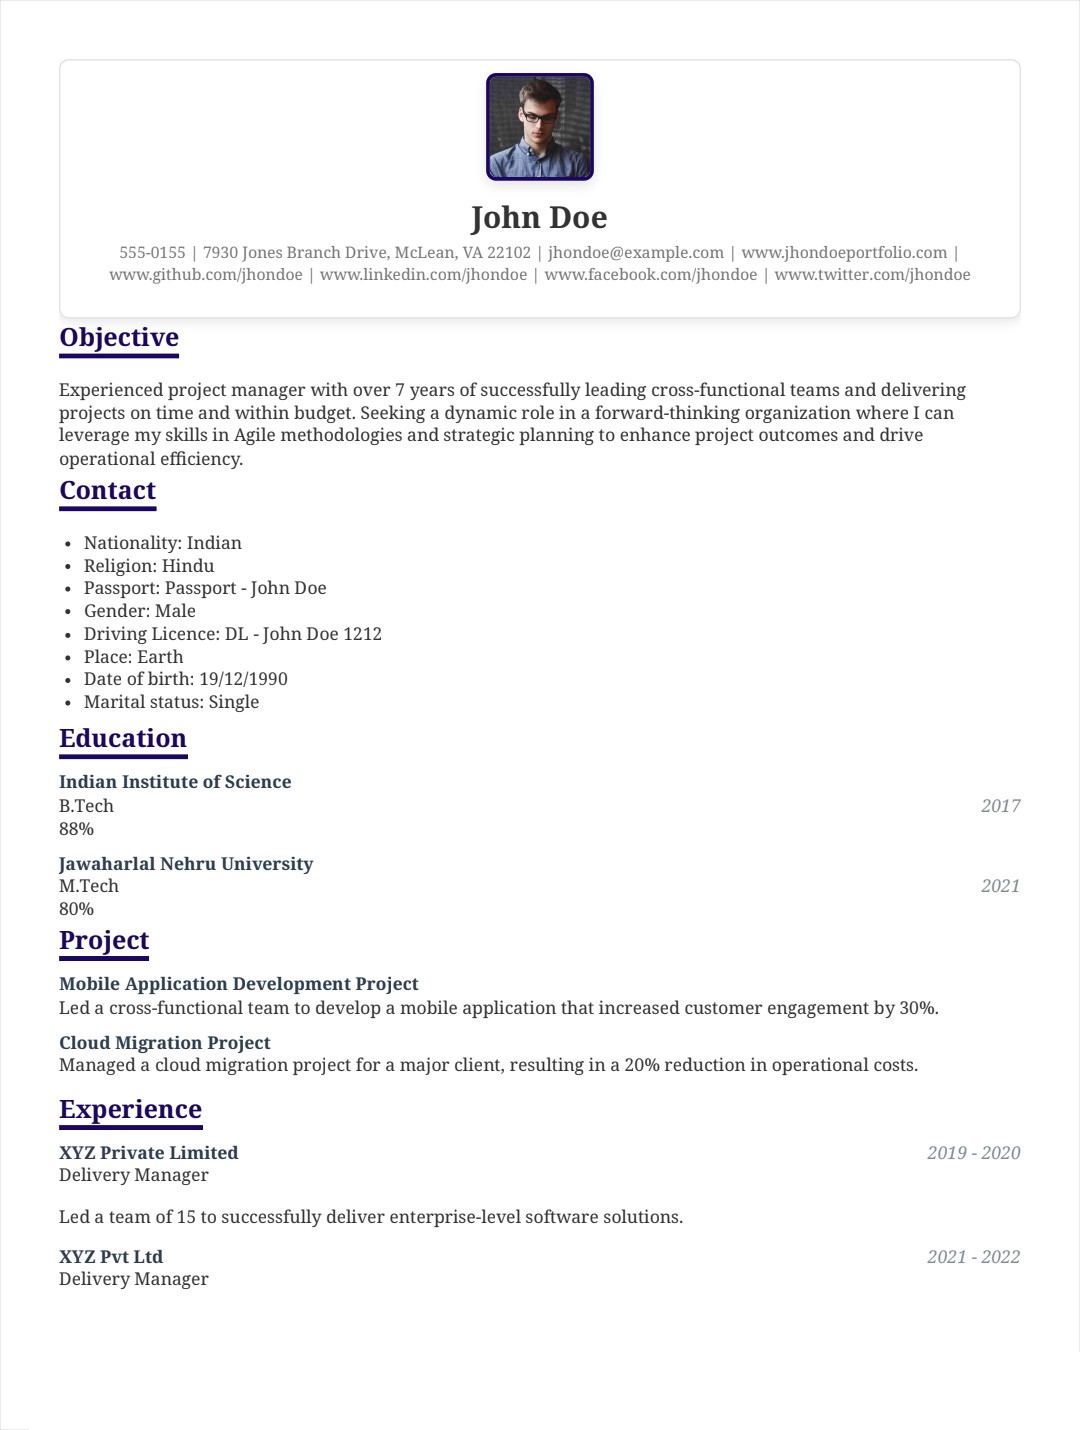 John Doe
555-0155 | 7930 Jones Branch Drive, McLean, VA 22102 | jhondoe@example.com | www.jhondoeportfolio.com |
www.github.com/jhondoe | www.linkedin.com/jhondoe | www.facebook.com/jhondoe | www.twitter.com/jhondoe
Objective
Experienced project manager with over 7 years of successfully leading cross-functional teams and delivering
projects on time and within budget. Seeking a dynamic role in a forward-thinking organization where I can
leverage my skills in Agile methodologies and strategic planning to enhance project outcomes and drive
operational efficiency.
Contact
• Nationality: Indian
• Religion: Hindu
• Passport: Passport - John Doe
• Gender: Male
• Driving Licence: DL - John Doe 1212
• Place: Earth
• Date of birth: 19/12/1990
• Marital status: Single
Education
Indian Institute of Science
B.Tech 2017
88%
Jawaharlal Nehru University
M.Tech 2021
80%
Project
Mobile Application Development Project
Led a cross-functional team to develop a mobile application that increased customer engagement by 30%.
Cloud Migration Project
Managed a cloud migration project for a major client, resulting in a 20% reduction in operational costs.
Experience
XYZ Private Limited 2019 - 2020
Delivery Manager
Led a team of 15 to successfully deliver enterprise-level software solutions.
XYZ Pvt Ltd 2021 - 2022
Delivery Manager